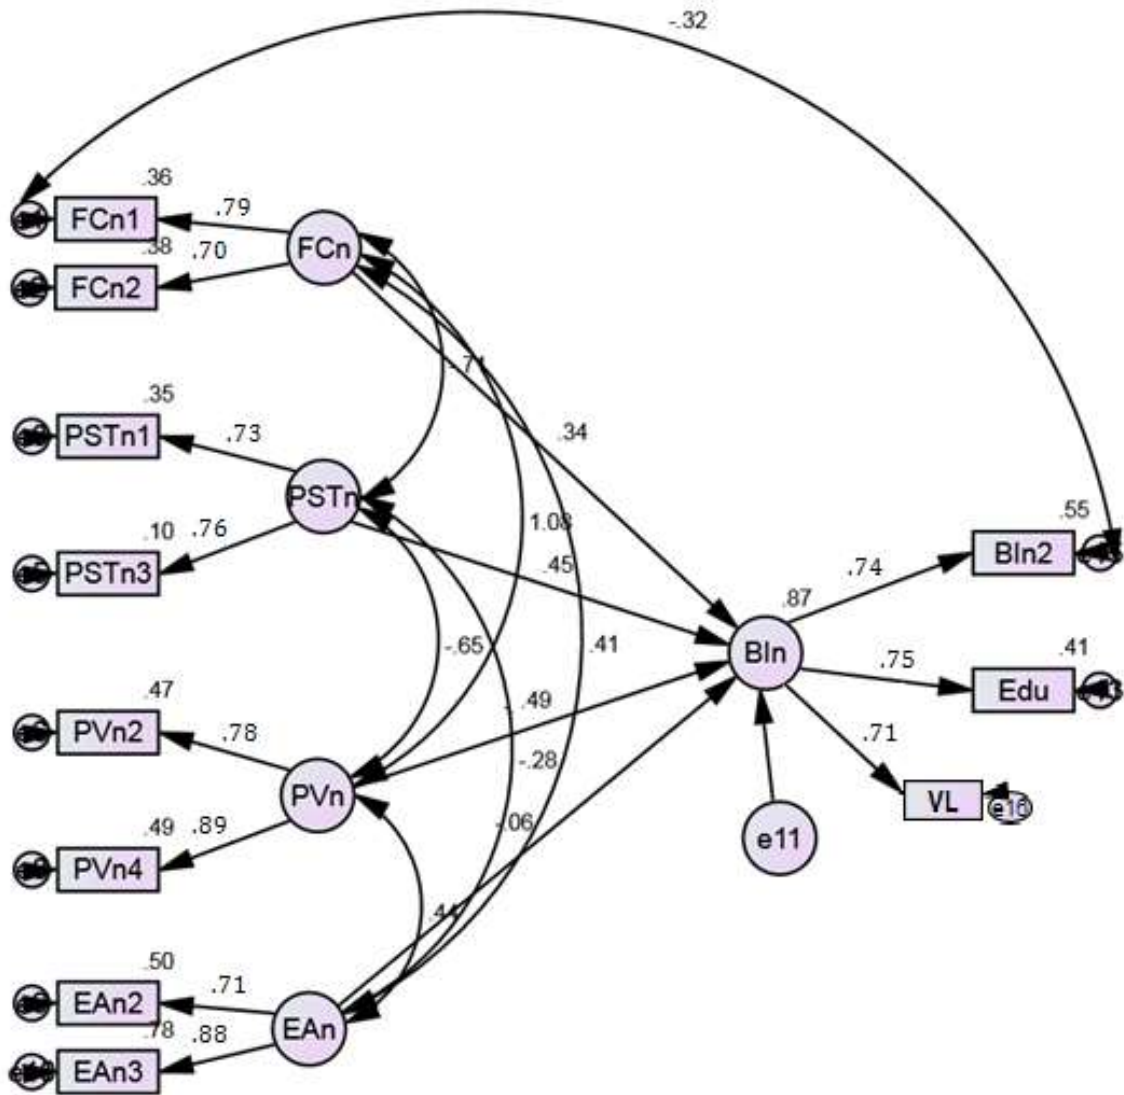 -.32
.36
FCn1
.79
FCn
.38
.70
FCn2
.34
.35
PSTn1
.73
PSTn
.10
.76
PSTn3
1.08
.45
.55
BIn2
.74
.87
BIn
-.65
.41
.41
.75
Edu
.47
PVn2
.78
.49
.71
PVn
-.28
VL
e11
.06
.49
.89
PVn4
.44
.50
EAn2
.71
EAn
.78
.88
EAn3